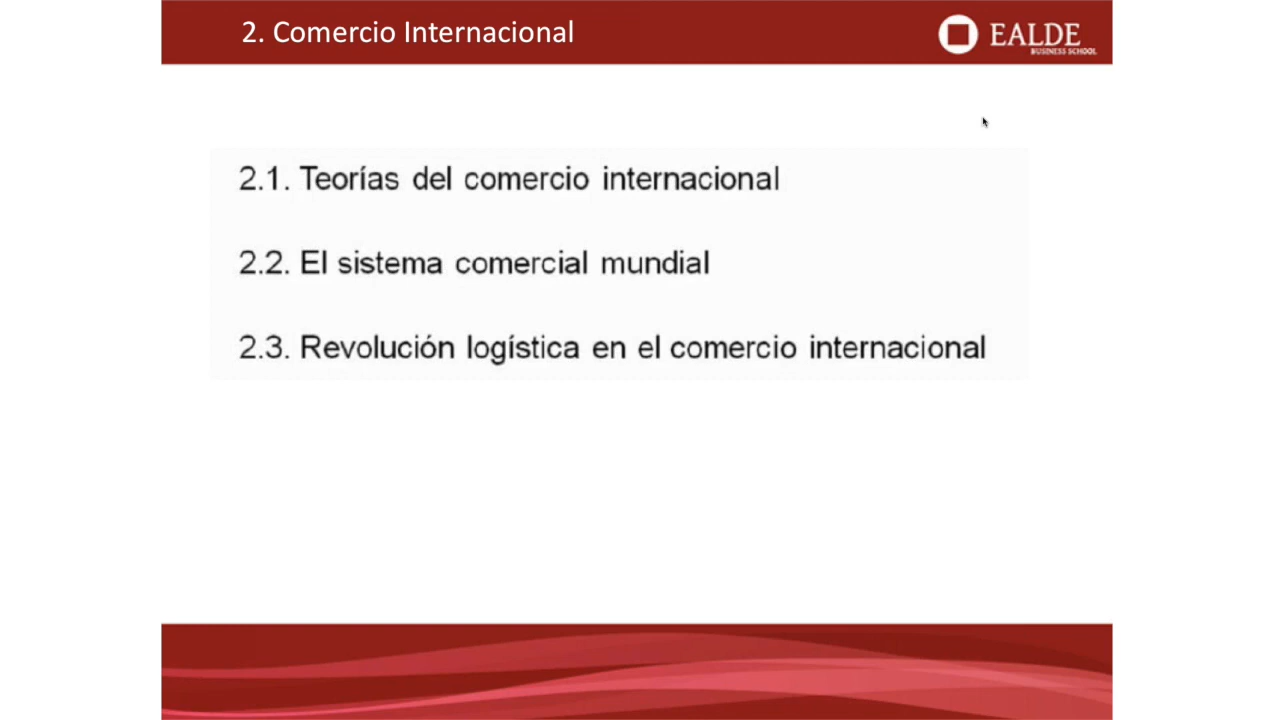 2. Comercio Internacional
EALDE
BUSINESS SCHOOL
2.1. Teorías del comercio internacional
2.2. El sistema comercial mundial
2.3. Revolución logística en el comercio internacional